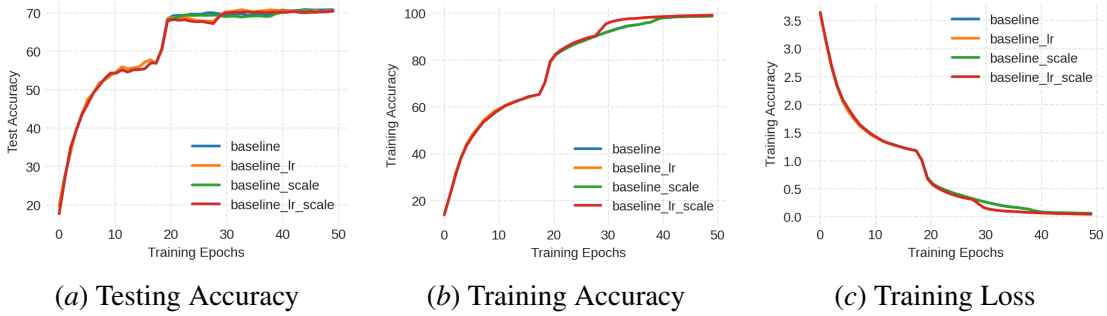 Test Accuracy
70
60
50
40
30
20
0
10
20
30
40
50
Training Epochs
baseline
baseline_lr
baseline_scale
baseline_lr_scale
(a) Testing Accuracy
Training Accuracy
100
80
60
40
20
0
10
20
30
40
50
Training Epochs
baseline
baseline_lr
baseline_scale
baseline_lr_scale
(b) Training Accuracy
Training Accuracy
3.5
3.0
2.5
2.0
1.5
1.0
0.5
0.0
0
10
20
30
40
50
Training Epochs
baseline
baseline_lr
baseline_scale
baseline_lr_scale
(c) Training Loss